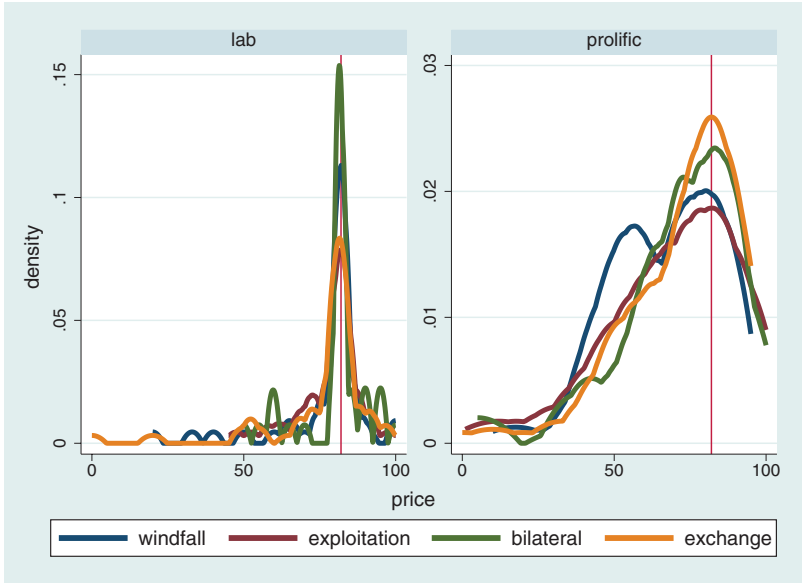 lab
prolific
density
.15
.1
.05
0
0
50
100
.03
.02
.01
0
0
50
100
price
windfall
exploitation
bilateral
exchange